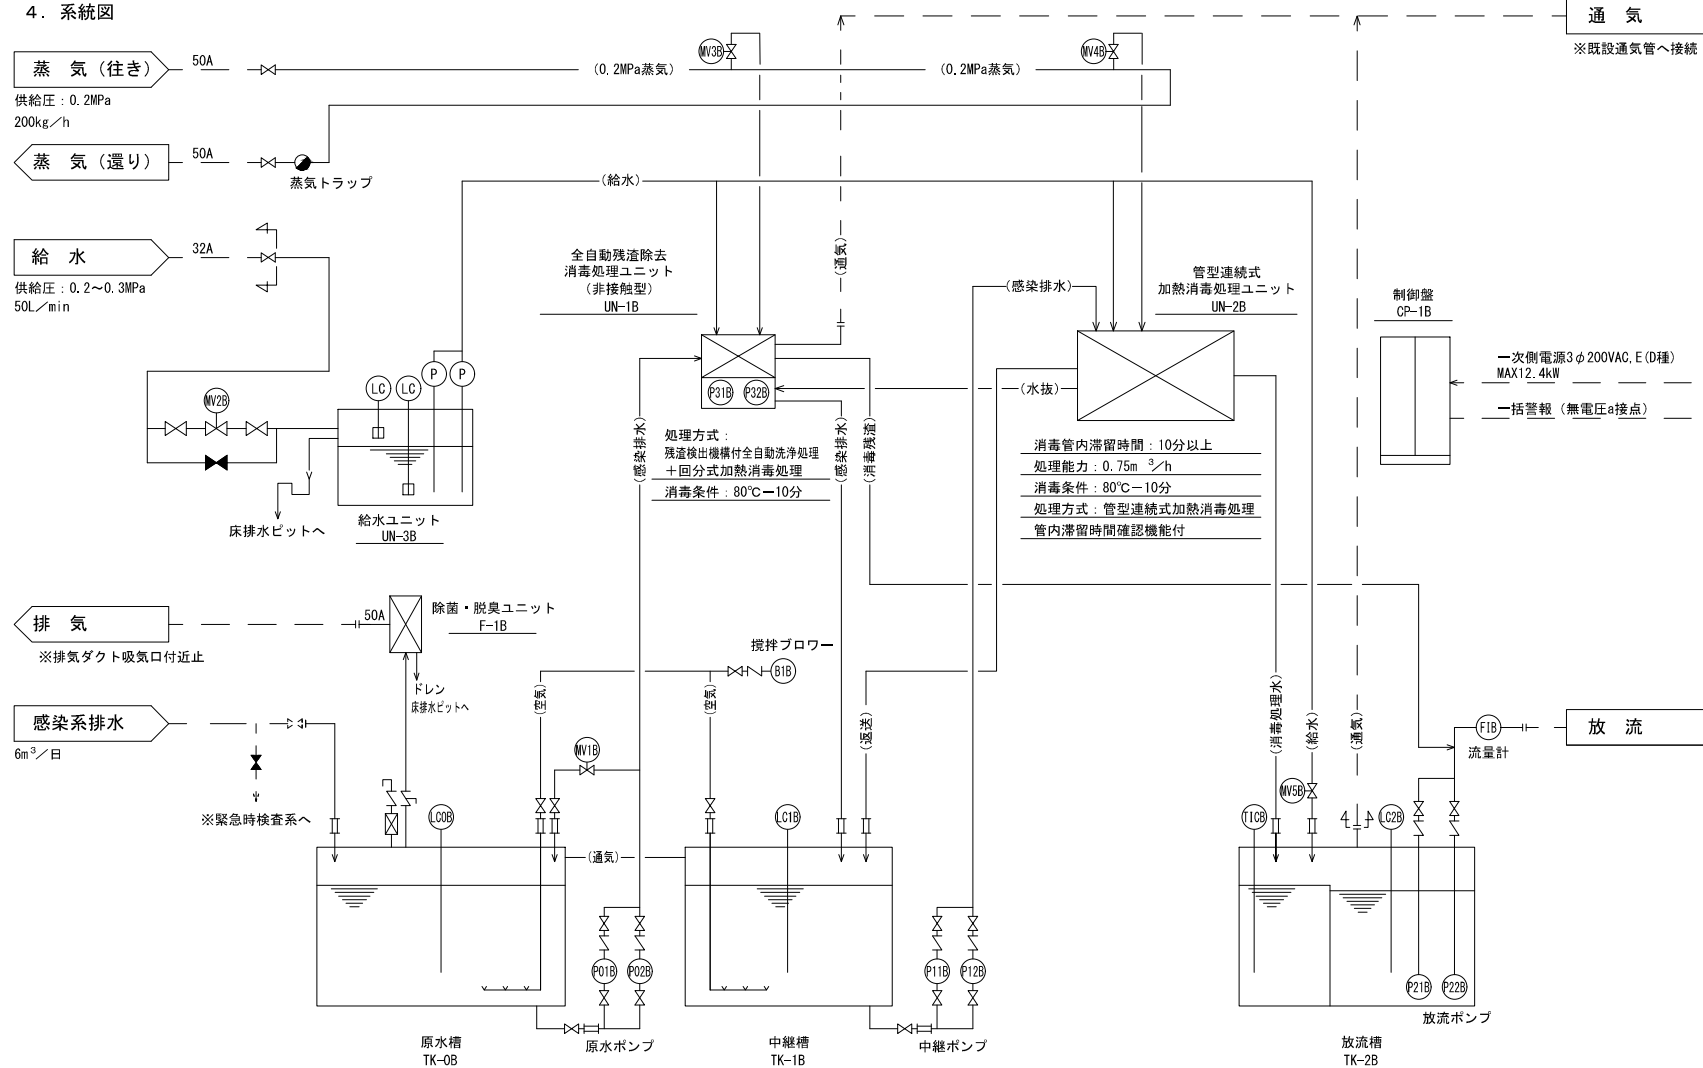 4. 系統図
通 気
※既設通気管へ接続
蒸 気（往き）
50A
供給圧：0.2MPa
200kg／h
MV3B
(0.2MPa蒸気)
(0.2MPa蒸気)
MV4B
蒸 気（還り）
50A
蒸気トラップ
(給水)
給 水
32A
供給圧：0.2～0.3MPa
50L／min
全自動残渣除去
消毒処理ユニット
（非接触型）
UN-1B
(通気)
(感染排水)
管型連続式
加熱消毒処理ユニット
UN-2B
制御盤
CP-1B
一次側電源3φ200VAC,E(D種)
MAX12.4kW
一括警報（無電圧a接点）
LC
LC
P
P
MV2B
P31B
P32B
(水抜)
(感染排水)
処理方式：
残渣検出機構付全自動洗浄処理
＋回分式加熱消毒処理
消毒条件：80℃－10分
(感染排水)
(消毒残渣)
消毒管内滞留時間：10分以上
処理能力：0.75m³／h
消毒条件：80℃－10分
処理方式：管型連続式加熱消毒処理
管内滞留時間確認機能付
床排水ピットへ
給水ユニット
UN-3B
排 気
50A
除菌・脱臭ユニット
F-1B
※排気ダクト吸気口付近止
ドレン
床排水ピットへ
撹拌ブロワー
B1B
(空気)
(空気)
(返送)
(消毒処理水)
(給水)
(通気)
感染系排水
6m³／日
※緊急時検査系へ
MV1B
FIB
流量計
放 流
MV5B
LC0B
LC1B
TICB
LC2B
(通気)
P01B
P02B
P11B
P12B
P21B
P22B
原水槽
TK-0B
原水ポンプ
中継槽
TK-1B
中継ポンプ
放流槽
TK-2B
放流ポンプ